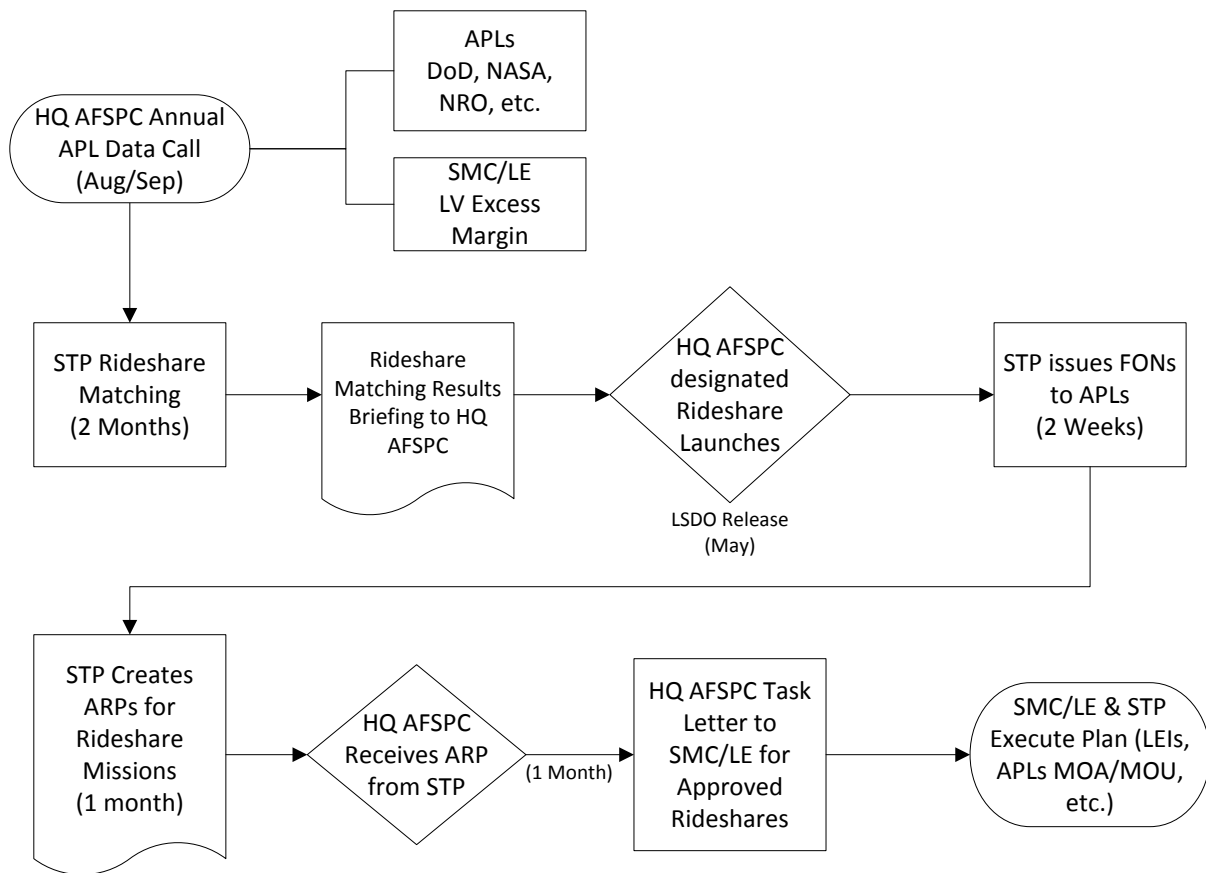 APLs
DoD, NASA,
NRO, etc.
HQ AFSPC Annual
APL Data Call
(Aug/Sep)
SMC/LE
LV Excess
Margin
STP Rideshare
Matching
(2 Months)
Rideshare
Matching Results
Briefing to HQ
AFSPC
HQ AFSPC
designated
Rideshare
Launches
LSDO Release
(May)
STP issues FONs
to APLs
(2 Weeks)
STP Creates
ARPs for
Rideshare
Missions
(1 month)
HQ AFSPC
Receives ARP
from STP
(1 Month)
HQ AFSPC Task
Letter to
SMC/LE for
Approved
Rideshares
SMC/LE & STP
Execute Plan (LEIs,
APLs MOA/MOU,
etc.)